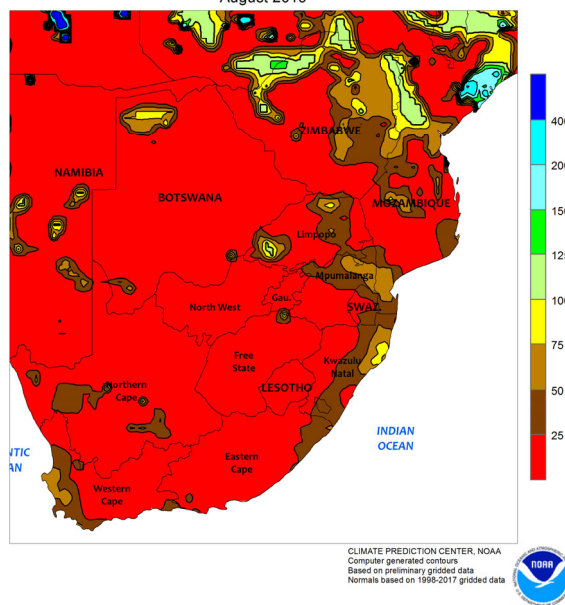 400
200
150
125
100
75
50
25
ZIMBABWE
NAMIBIA
BOTSWANA
MOZAMBIQUE
Limpopo
Mpumalanga
North West
Gau.
SWAZ.
Free
State
Kwazulu
Natal
LESOTHO
Northern
Cape
INDIAN
OCEAN
Eastern
Cape
Western
Cape
CLIMATE PREDICTION CENTER, NOAA
Computer generated contours
Based on preliminary gridded data
Normals based on 1998-2017 gridded data
NOAA